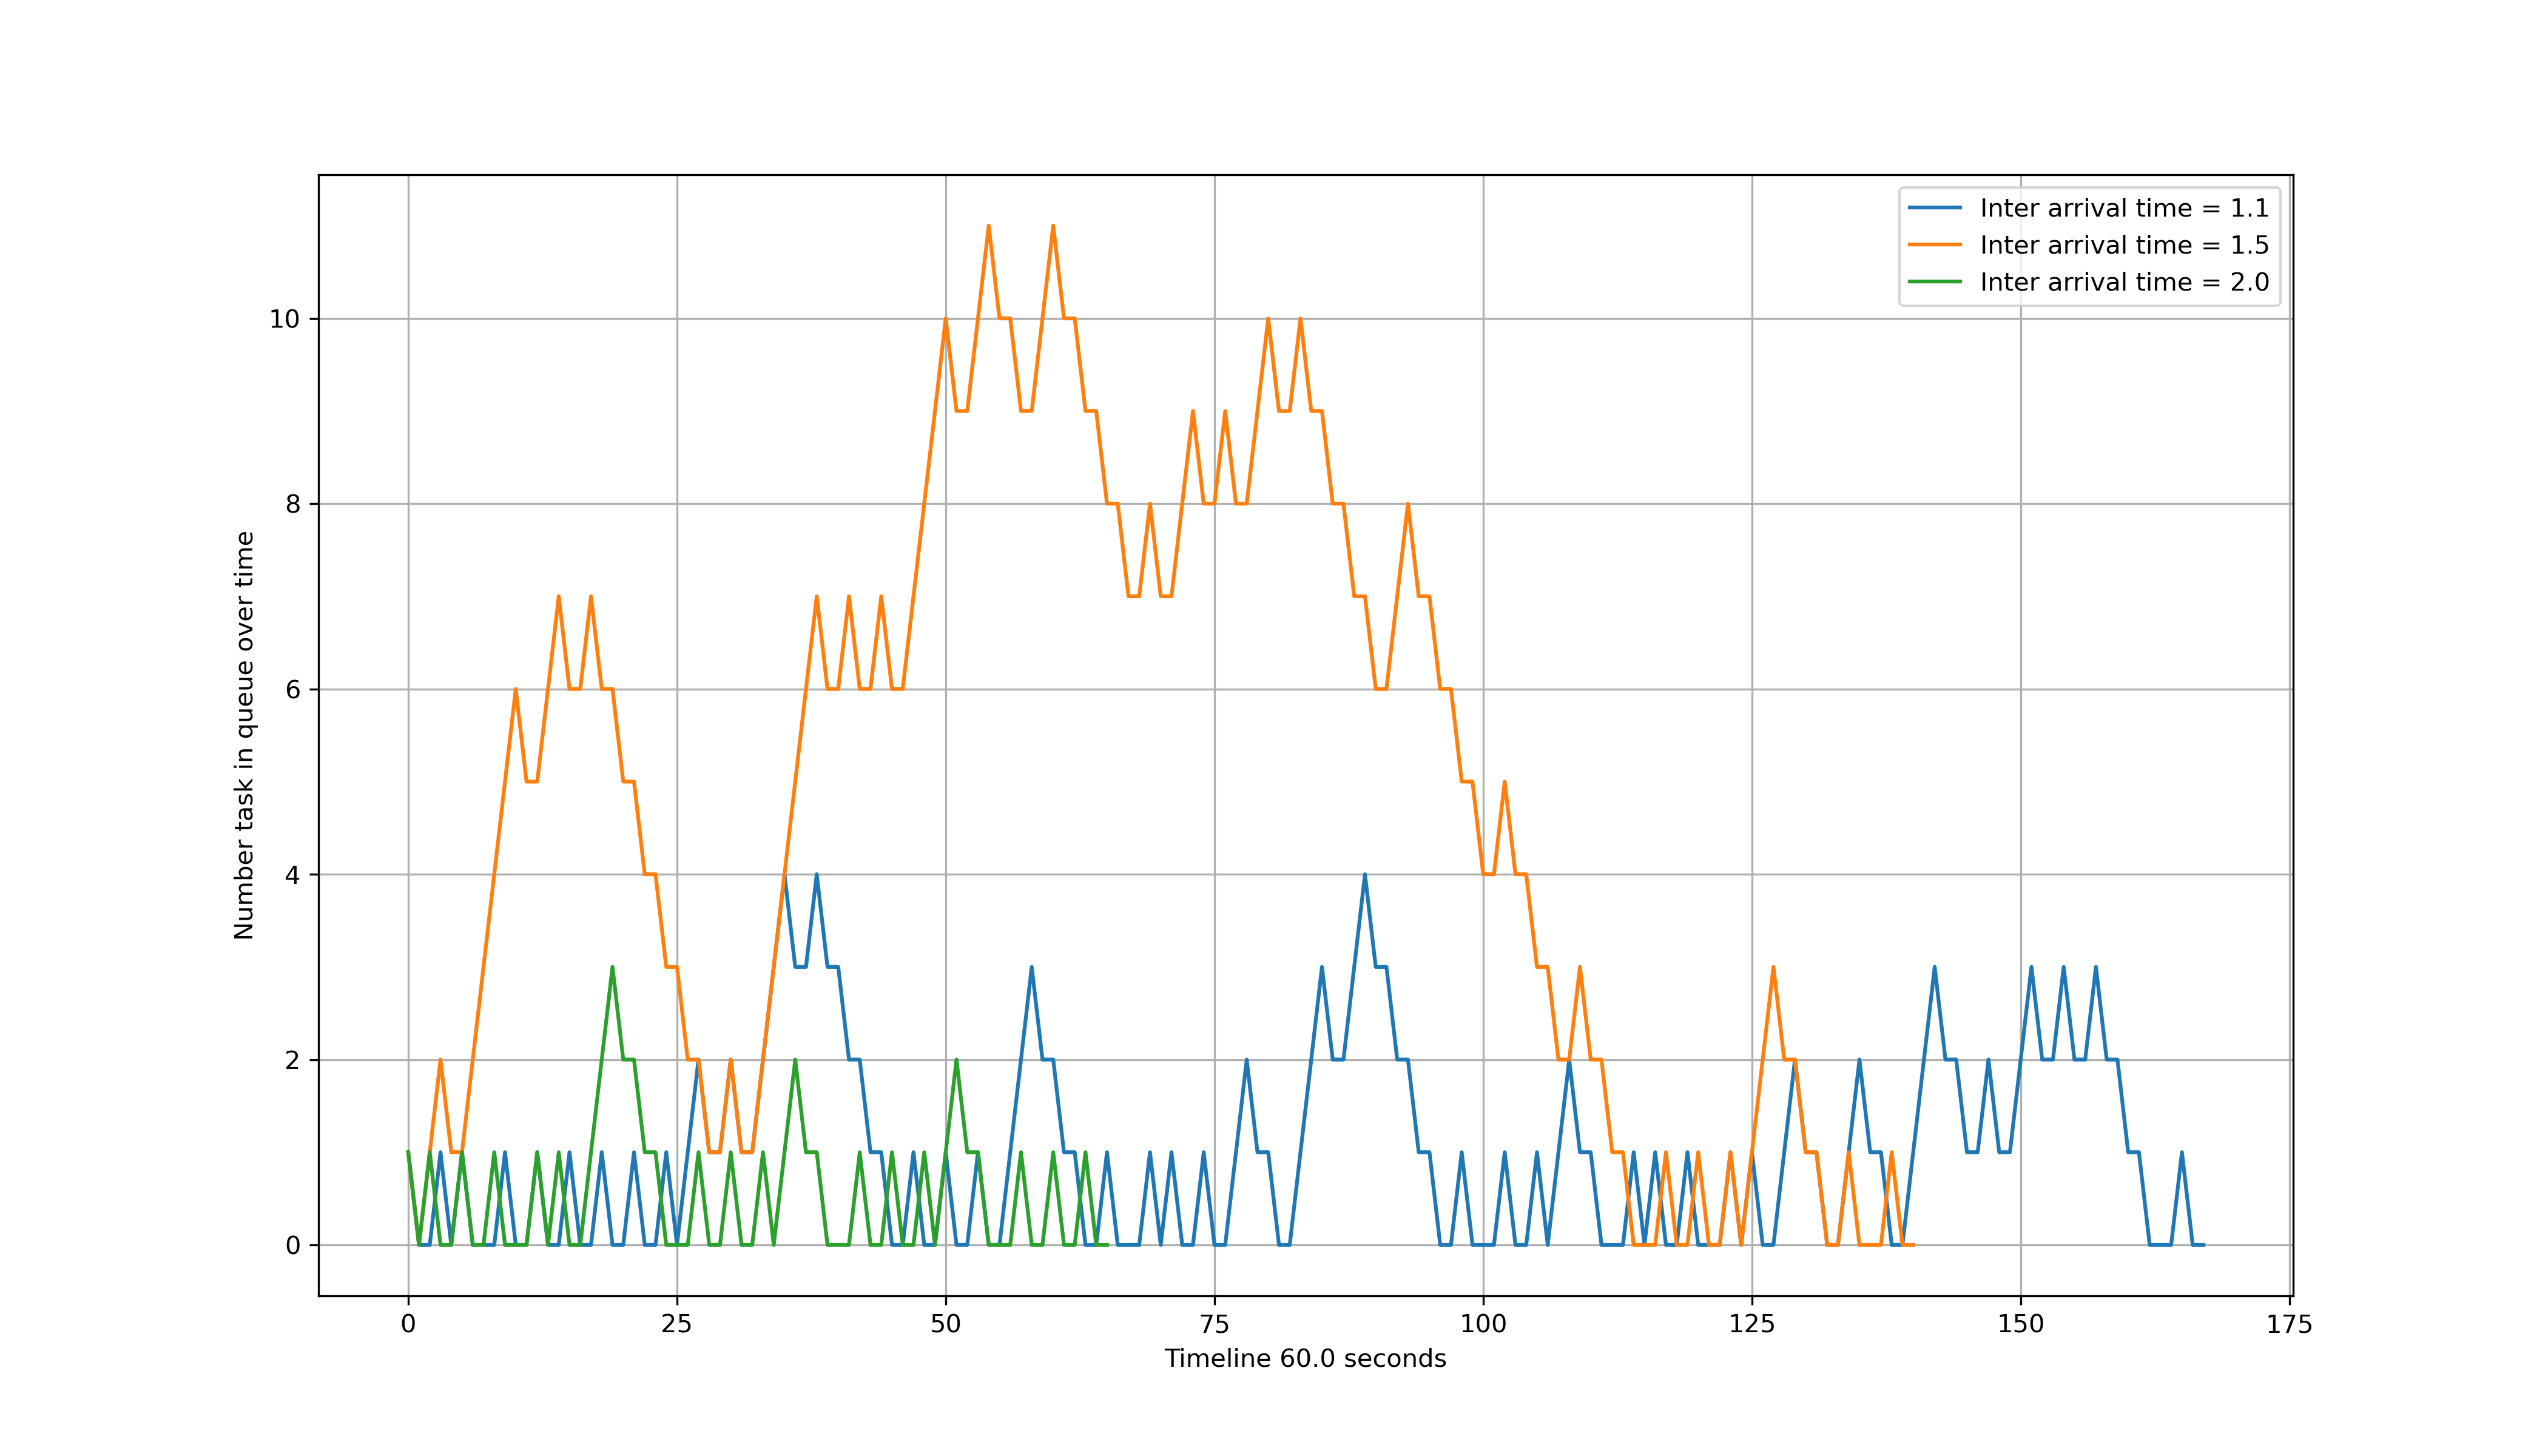 Inter arrival time = 1.1
Inter arrival time = 1.5
Inter arrival time = 2.0
Number task in queue over time
10
8
6
4
2
0
0 25 50 75 100 125 150 175
Timeline 60.0 seconds